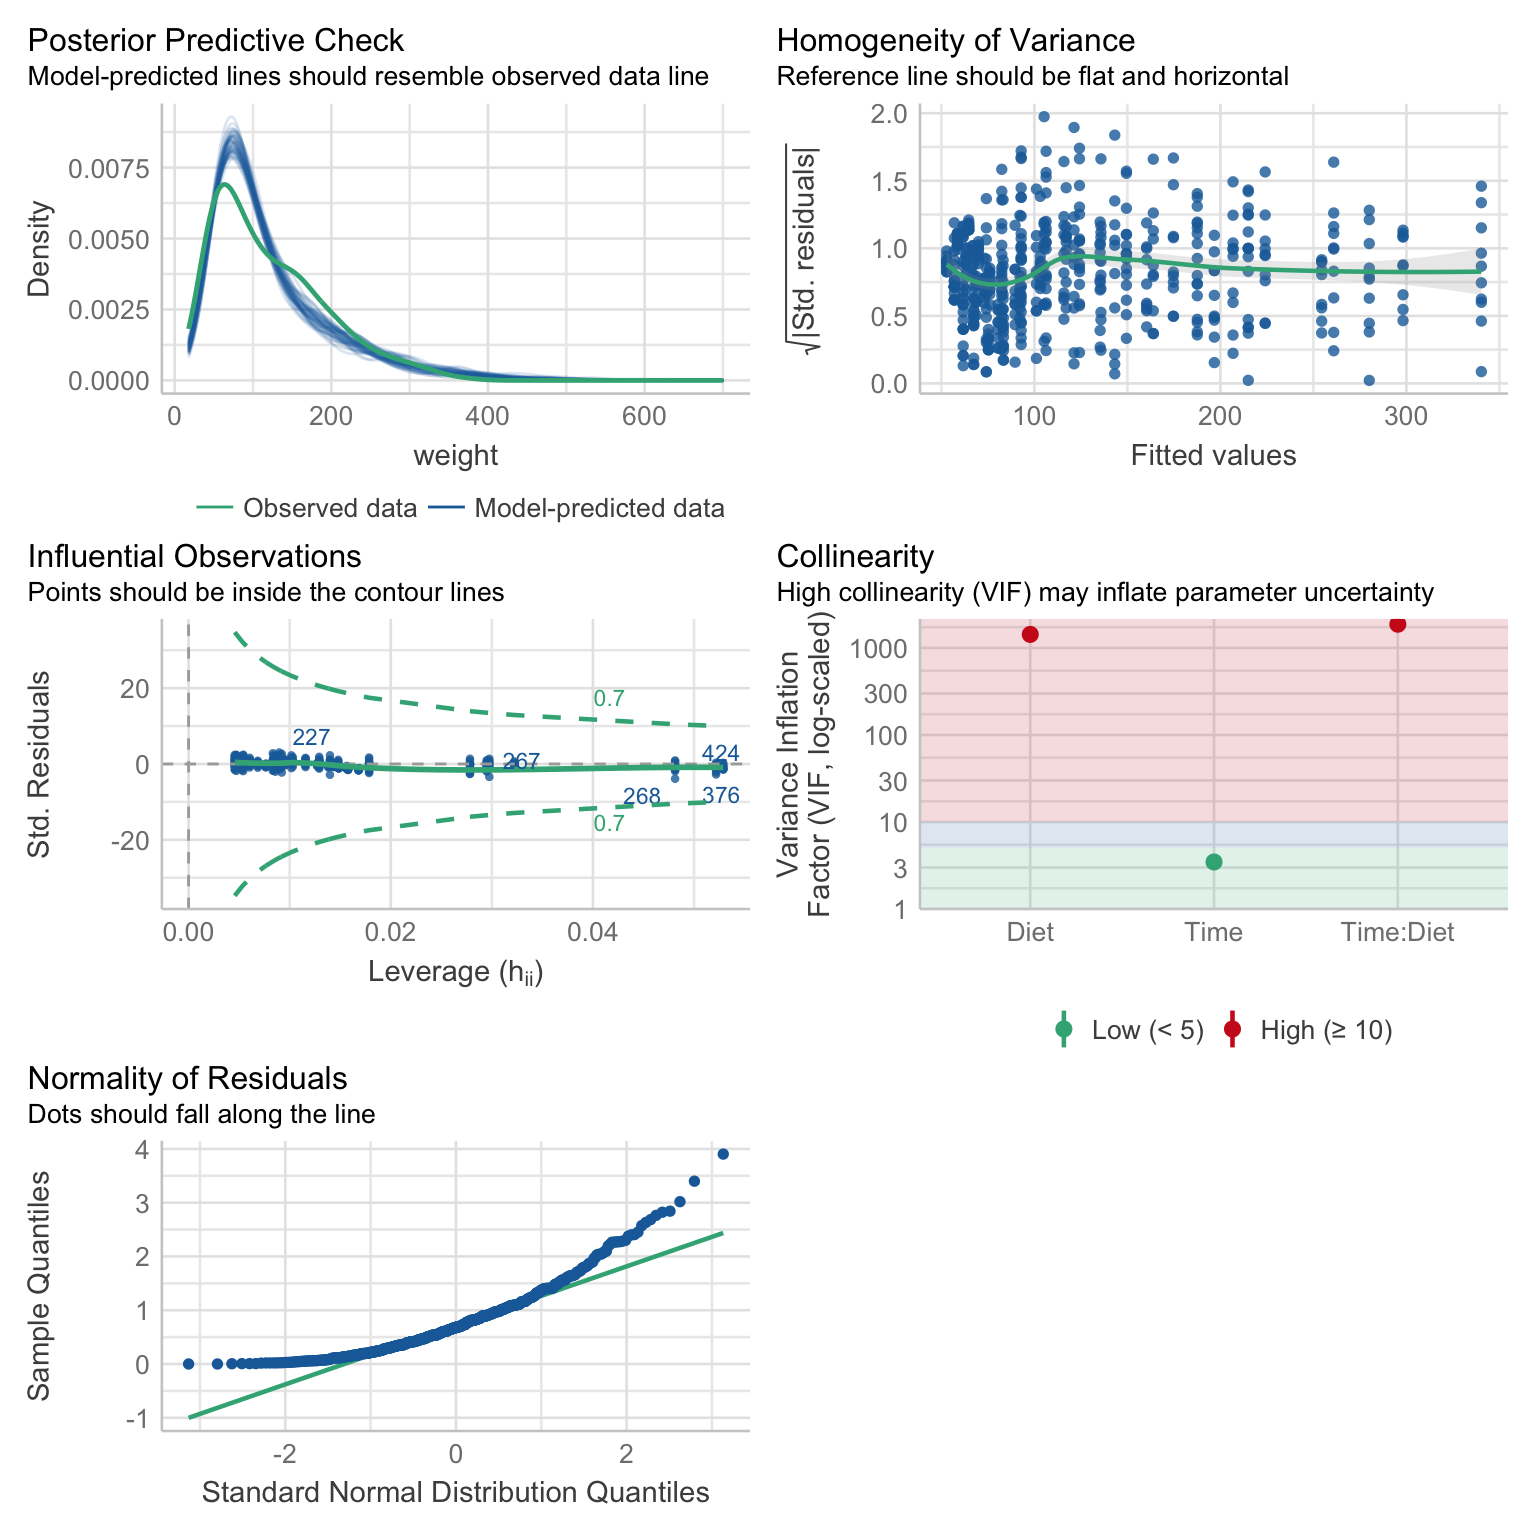 Posterior Predictive Check
Model-predicted lines should resemble observed data line
Density
0.0075
0.0050
0.0025
0.0000
0
200
400
600
weight
Observed data
Model-predicted data
Homogeneity of Variance
Reference line should be flat and horizontal
√|Std. residuals|
2.0
1.5
1.0
0.5
0.0
100
200
300
Fitted values
Influential Observations
Points should be inside the contour lines
Std. Residuals
20
0
-20
0.7
227
267
424
268
376
0.7
0.00
0.02
0.04
Leverage (hii)
Collinearity
High collinearity (VIF) may inflate parameter uncertainty
Variance Inflation
Factor (VIF, log-scaled)
1000
300
100
30
10
3
1
Diet
Time
Time:Diet
Low (< 5)
High (≥ 10)
Normality of Residuals
Dots should fall along the line
Sample Quantiles
4
3
2
1
0
-1
-2
0
2
Standard Normal Distribution Quantiles